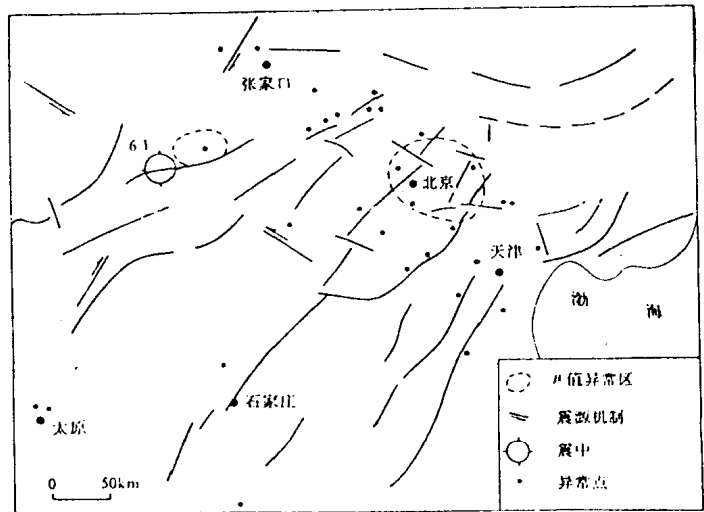 张家口
6.1
北京
天津
渤 海
石家庄
太原
0 50km
值异常区
震源机制
震中
异常点